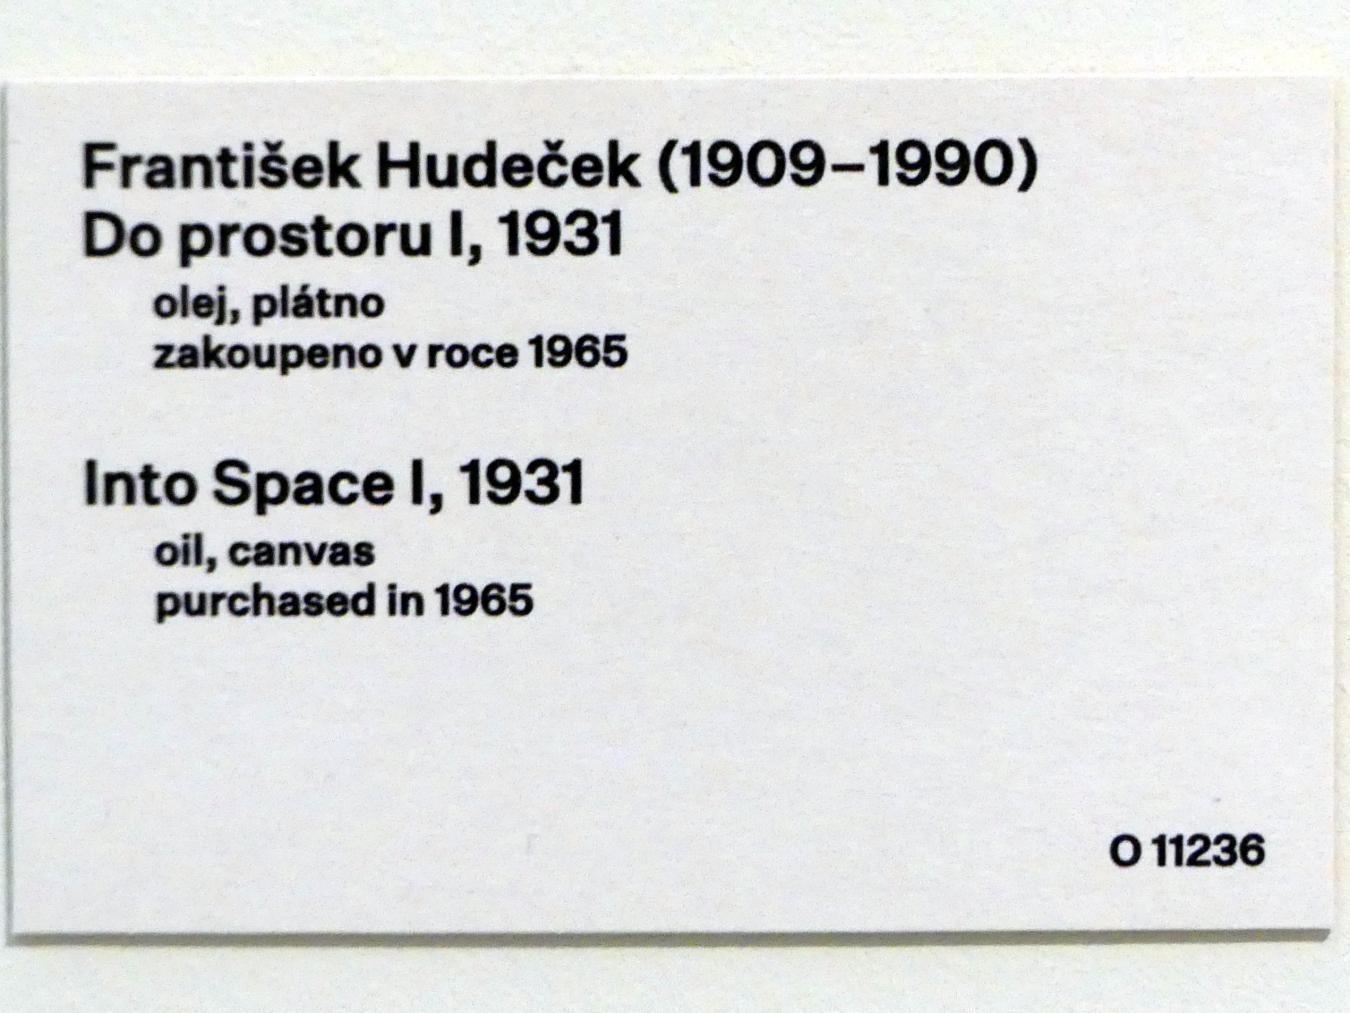 František Hudeček (1909–1990)
Do prostoru I, 1931
olej, plátno
zakoupeno v roce 1965
Into Space I, 1931
oil, canvas
purchased in 1965
O 11236